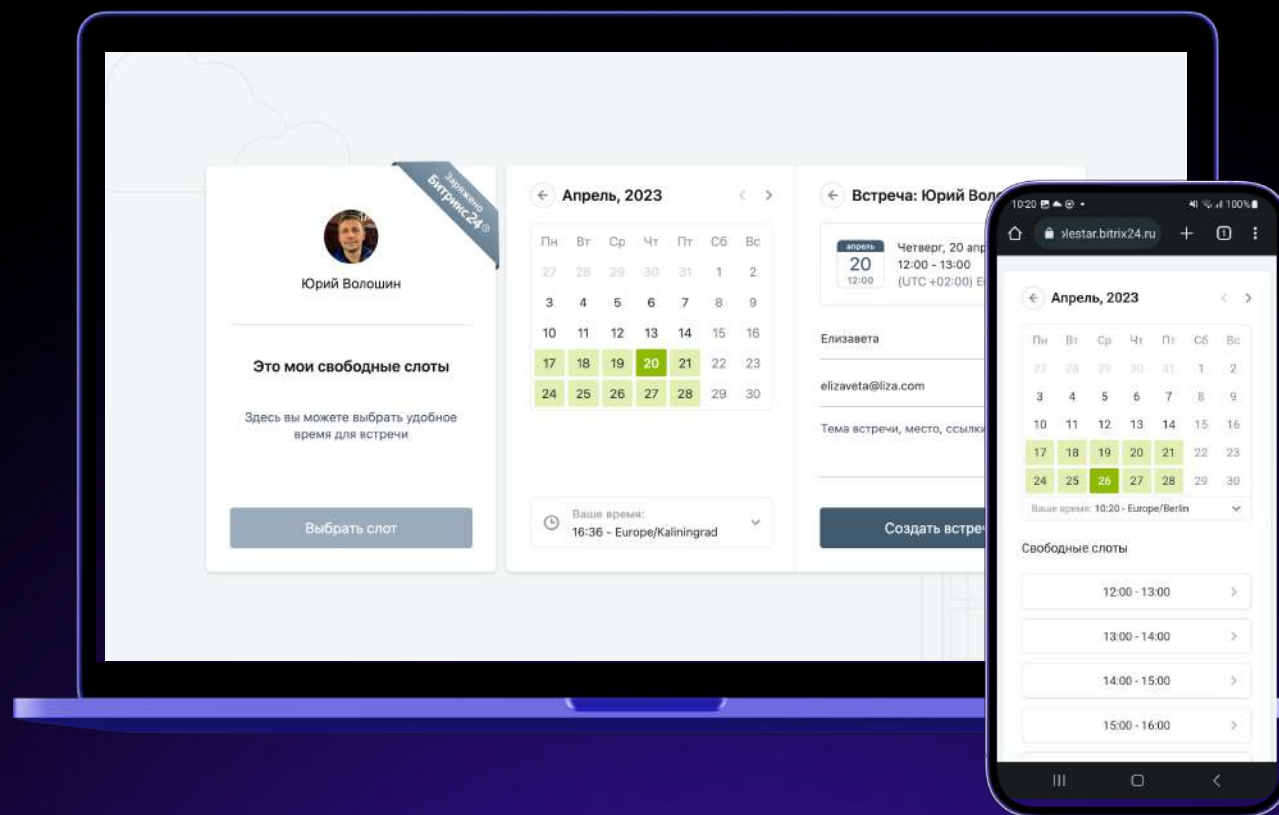 Заряжено
Битрикс24
Юрий Волошин
Это мои свободные слоты
Здесь вы можете выбрать удобное
время для встречи
Выбрать слот
Апрель, 2023
Пн Вт Ср Чт Пт Сб Вс
27 28 29 30 31 1 2
3 4 5 6 7 8 9
10 11 12 13 14 15 16
17 18 19 20 21 22 23
24 25 26 27 28 29 30
Ваше время:
16:36 - Europe/Kaliningrad
Встреча: Юрий Вол
апрель
20
12:00
Четверг, 20 апр
12:00 - 13:00
(UTC +02:00) E
Елизавета
elizaveta@liza.com
Тема встречи, место, ссылк
Создать встре
10:20
100%
lestar.bitrix24.ru
1
Апрель, 2023
Пн Вт Ср Чт Пт Сб Вс
27 28 29 30 31 1 2
3 4 5 6 7 8 9
10 11 12 13 14 15 16
17 18 19 20 21 22 23
24 25 26 27 28 29 30
Ваше время: 10:20 - Europe/Berlin
Свободные слоты
12:00 - 13:00
13:00 - 14:00
14:00 - 15:00
15:00 - 16:00